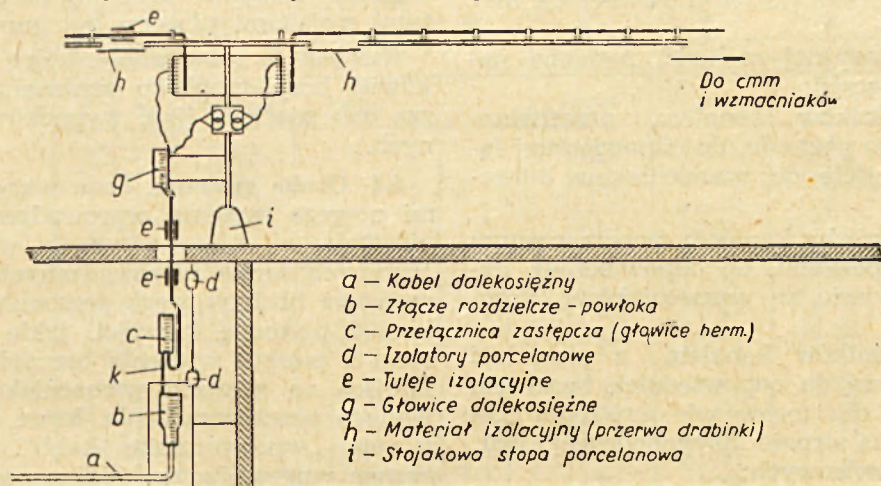 e
h
h
Do cmm
i wzmacniaków
g
e
i
e
d
c
k
d
b
a
a – Kabel dalekosiężny
b – Złącze rozdzielcze - powłoka
c – Przełącznica zastępcza (głowice herm.)
d – Izolatory porcelanowe
e – Tuleje izolacyjne
g – Głowice dalekosiężne
h – Materiał izolacyjny (przerwa drabinki)
i – Stojakowa stopa porcelanowa